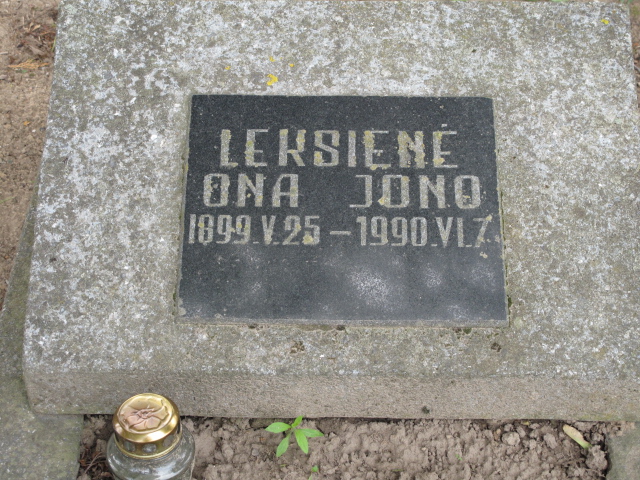 LEKSIENĖ
ONA JONO
1899.V.25 – 1990.VI.7.